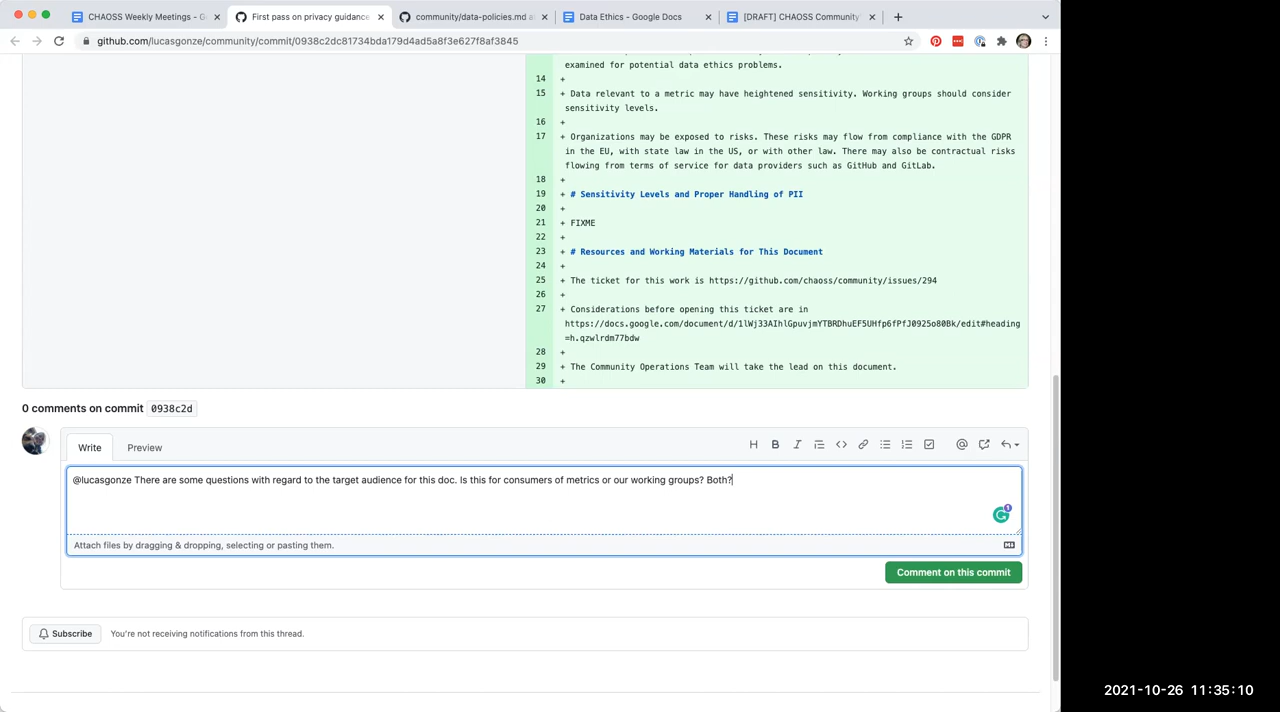 CHAOSS Weekly Meetings - G
First pass on privacy guidance
community/data-policies.md a
Data Ethics - Google Docs
[DRAFT] CHAOSS Community
github.com/lucasgonze/community/commit/0938c2dc81734bda179d4ad5a8f3e627f8af3845
examined for potential data ethics problems.
14 +
15 + Data relevant to a metric may have heightened sensitivity. Working groups should consider
sensitivity levels.
16 +
17 + Organizations may be exposed to risks. These risks may flow from compliance with the GDPR
in the EU, with state law in the US, or with other law. There may also be contractual risks
flowing from terms of service for data providers such as GitHub and GitLab.
18 +
19 + # Sensitivity Levels and Proper Handling of PII
20 +
21 + FIXME
22 +
23 + # Resources and Working Materials for This Document
24 +
25 + The ticket for this work is https://github.com/chaoss/community/issues/294
26 +
27 + Considerations before opening this ticket are in
https://docs.google.com/document/d/1lWj33AIhlGpuvjmYTBRDhuEF5UHfp6fPfJ0925o80Bk/edit#heading
=h.qzwlrdm77bdw
28 +
29 + The Community Operations Team will take the lead on this document.
30 +
0 comments on commit 0938c2d
Write Preview
@lucasgonze There are some questions with regard to the target audience for this doc. Is this for consumers of metrics or our working groups? Both?
Attach files by dragging & dropping, selecting or pasting them.
Comment on this commit
Subscribe You're not receiving notifications from this thread.
2021-10-26 11:35:10